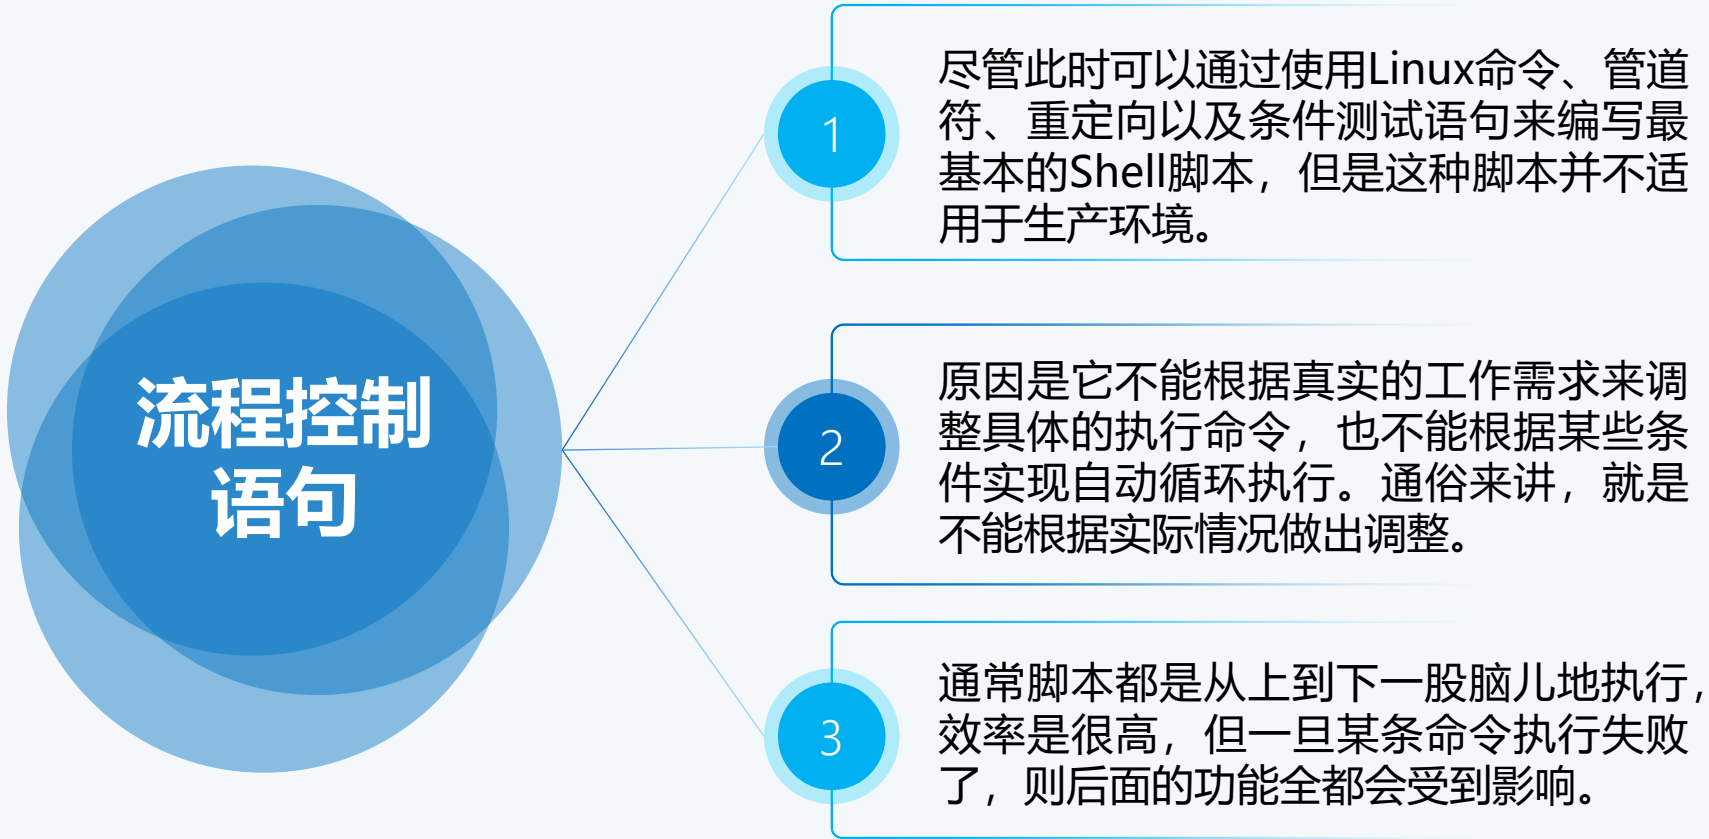 流程控制
语句
1
尽管此时可以通过使用Linux命令、管道
符、重定向以及条件测试语句来编写最
基本的Shell脚本，但是这种脚本并不适
用于生产环境。
2
原因是它不能根据真实的工作需求来调
整具体的执行命令，也不能根据某些条
件实现自动循环执行。通俗来讲，就是
不能根据实际情况做出调整。
3
通常脚本都是从上到下一股脑儿地执行，
效率是很高，但一旦某条命令执行失败
了，则后面的功能全都会受到影响。